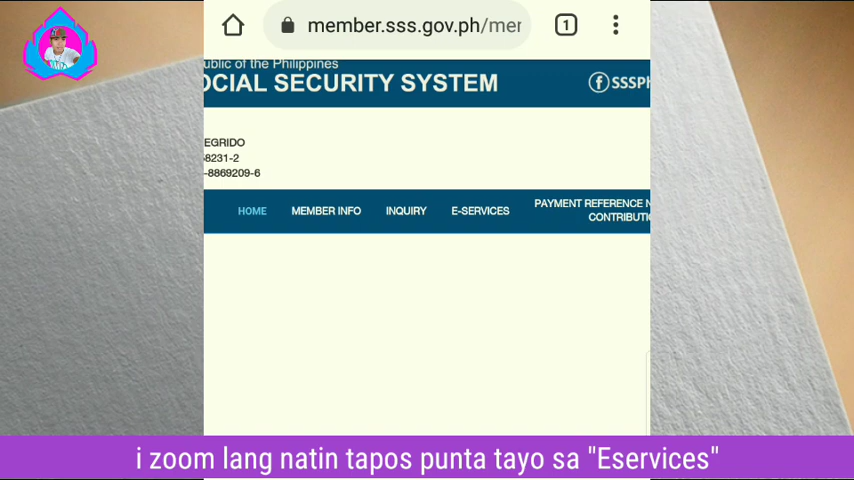 member.sss.gov.ph/mer
1
ublic of the Philippines
OCIAL SECURITY SYSTEM
f SSSPH
EGRIDO
8231-2
-8869209-6
HOME
MEMBER INFO
INQUIRY
E-SERVICES
PAYMENT REFERENCE N
CONTRIBUTIO
i zoom lang natin tapos punta tayo sa "Eservices"